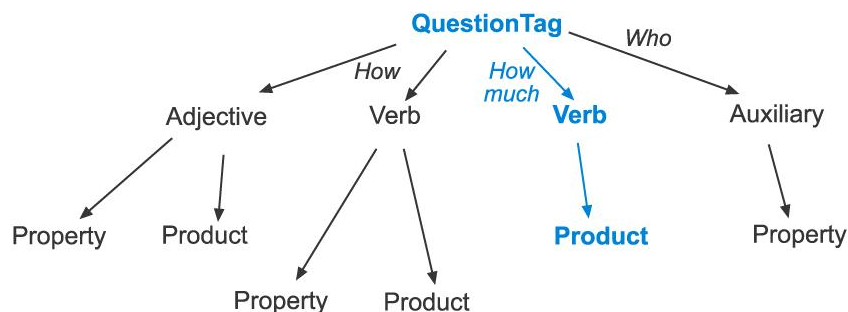 QuestionTag
Who
How
How
much
Adjective
Verb
Verb
Auxiliary
Property
Product
Product
Property
Property
Product